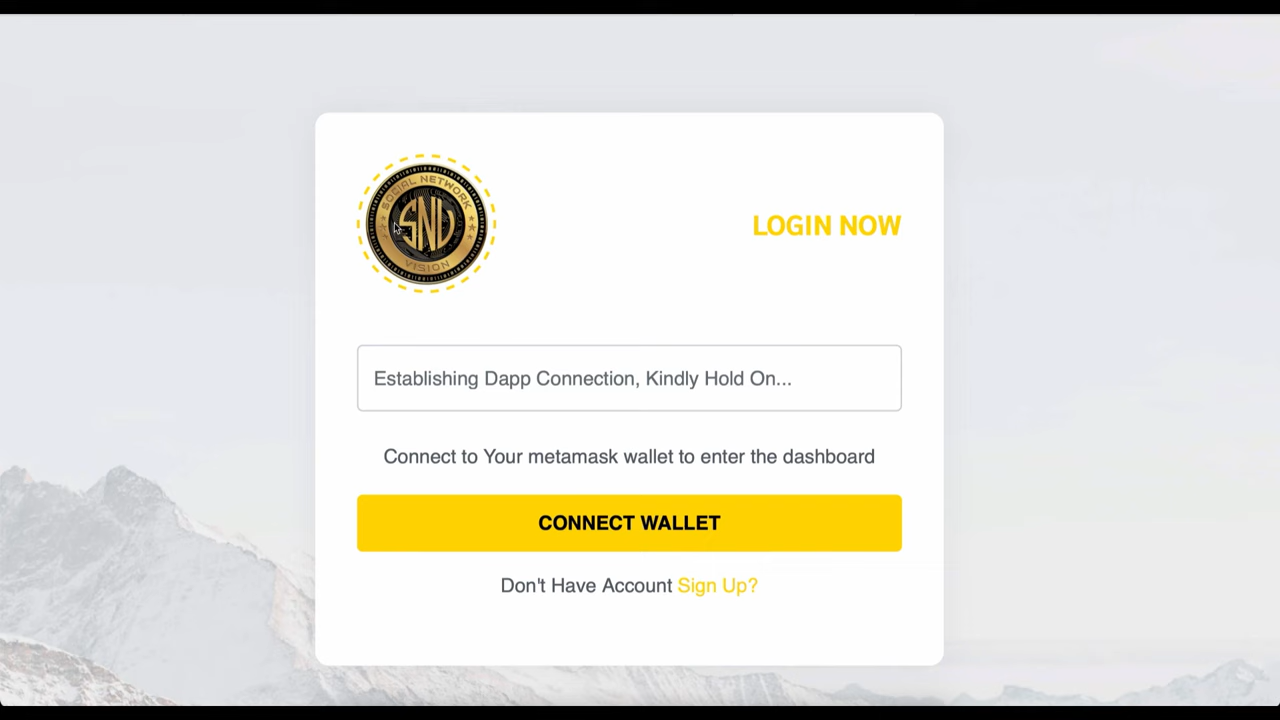 SOCIAL NETWORK
SNV
VISION
LOGIN NOW
Establishing Dapp Connection, Kindly Hold On...
Connect to Your metamask wallet to enter the dashboard
CONNECT WALLET
Don't Have Account Sign Up?